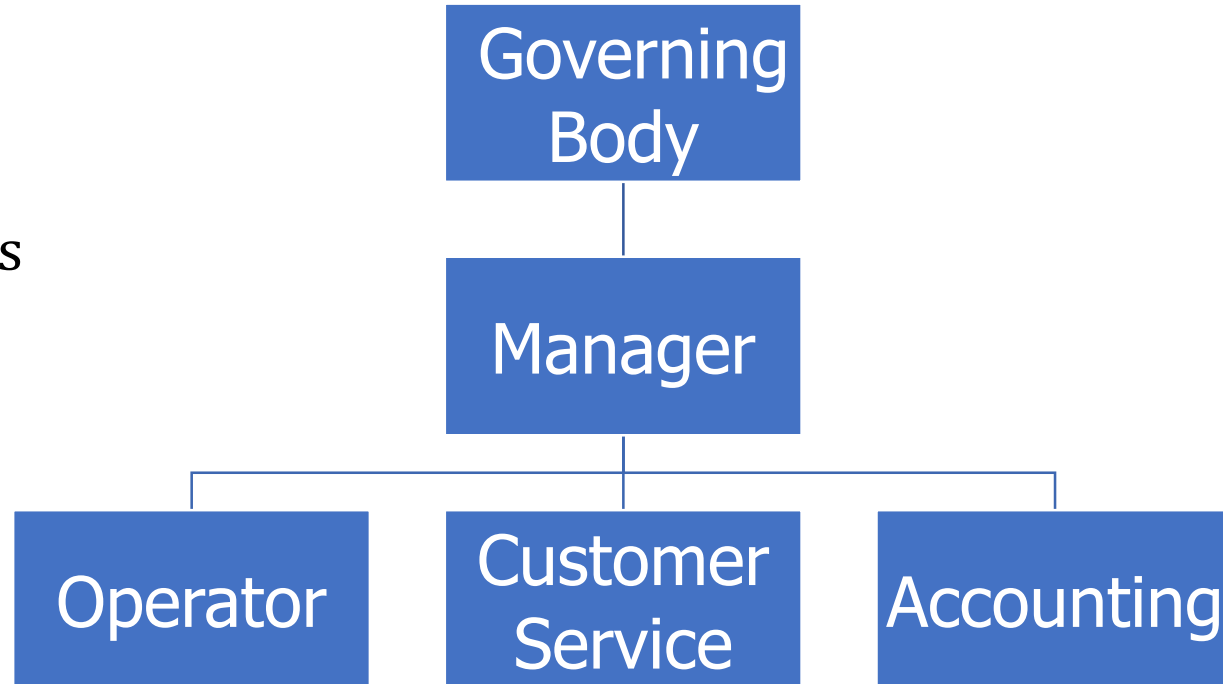 Governing
Body
s
Manager
Operator
Customer
Service
Accounting